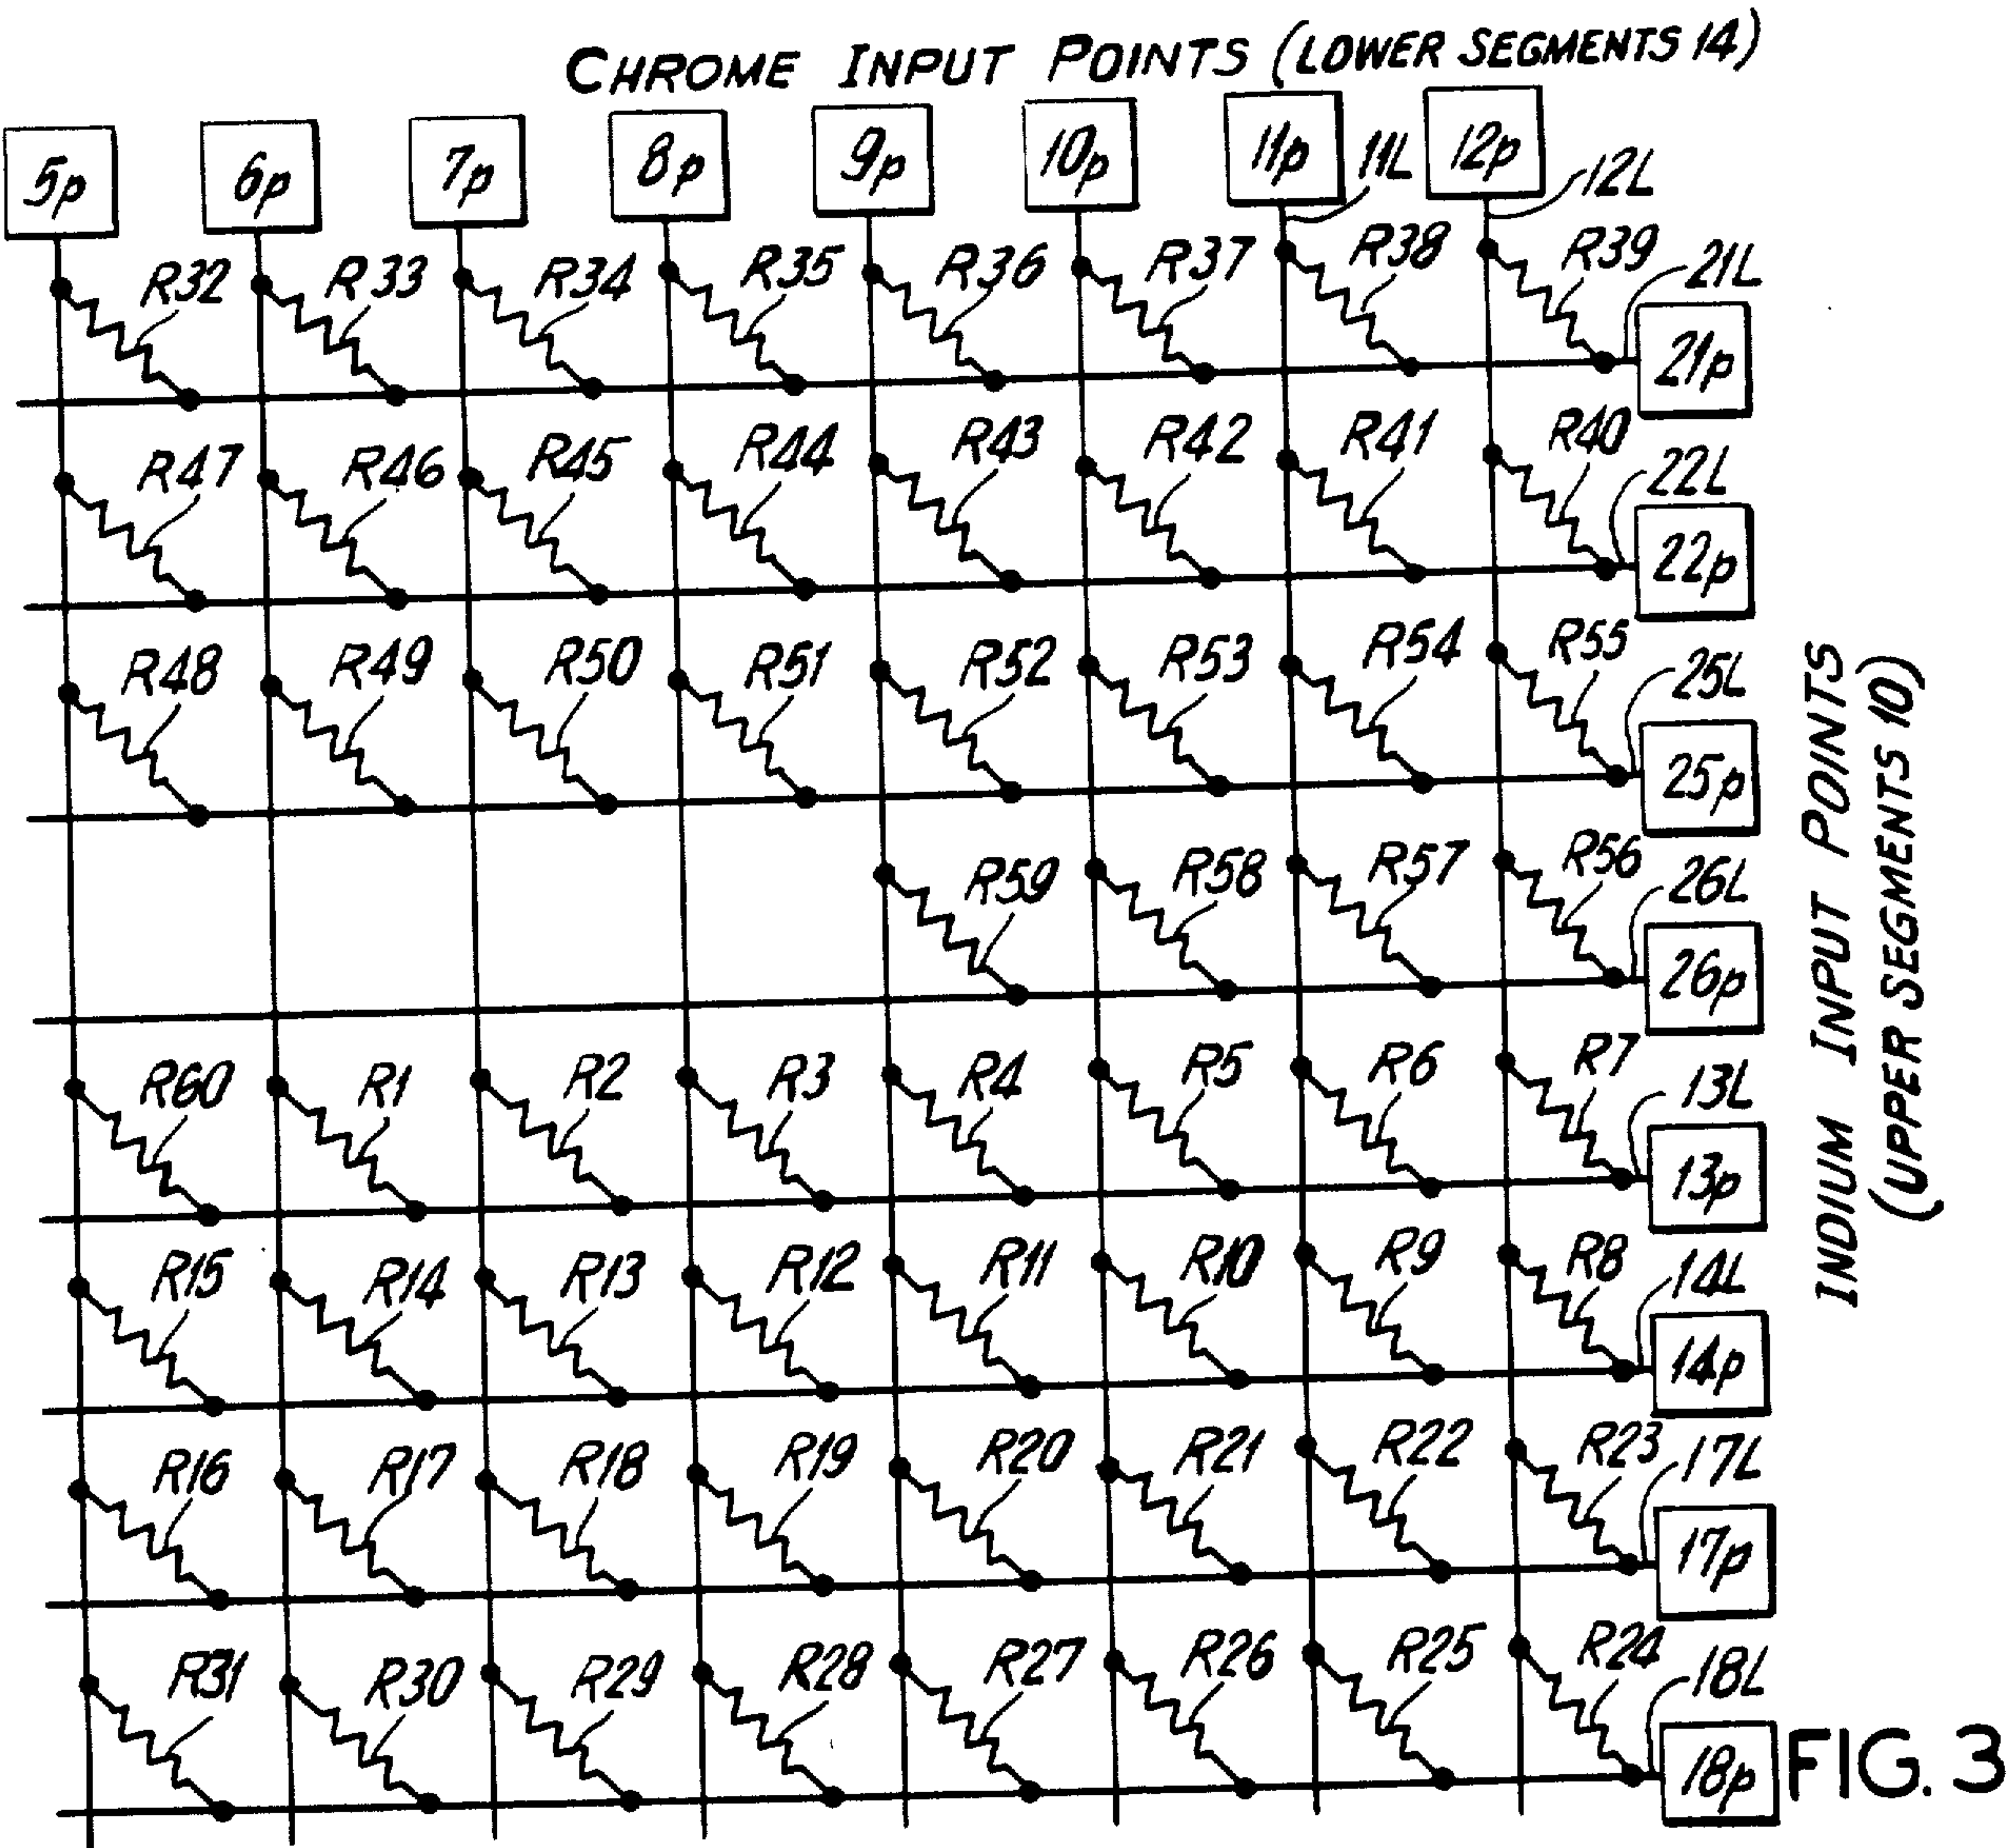 CHROME INPUT POINTS (LOWER SEGMENTS 14)
5p 6p 7p 8p 9p 10p 11p 11L 12p 12L
R32 R33 R34 R35 R36 R37 R38 R39 21L
21p
R47 R46 R45 R44 R43 R42 R41 R40 22L
22p
R48 R49 R50 R51 R52 R53 R54 R55 25L
25p
R59 R58 R57 R56 26L
26p
R60 R1 R2 R3 R4 R5 R6 R7 13L
13p
R15 R14 R13 R12 R11 R10 R9 R8 14L
14p
R16 R17 R18 R19 R20 R21 R22 R23 17L
17p
R31 R30 R29 R28 R27 R26 R25 R24 18L
18p
INDIUM INPUT POINTS
(UPPER SEGMENTS 10)
FIG. 3